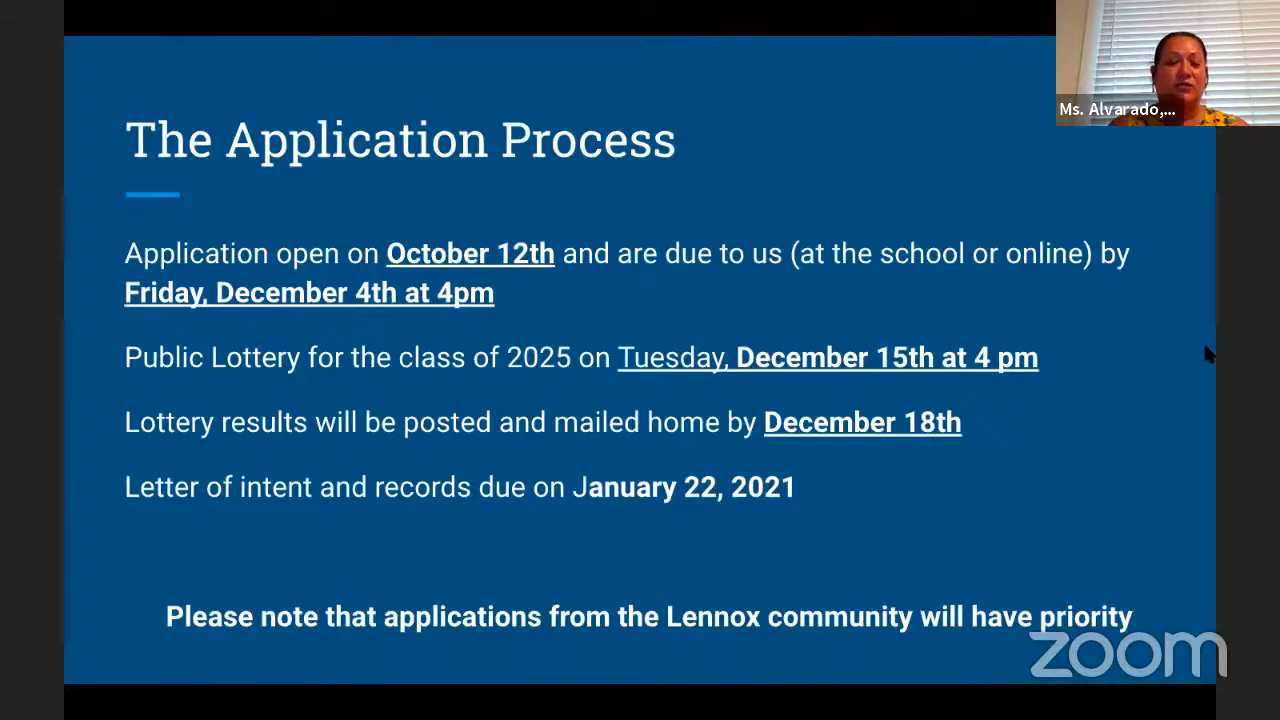 Ms. Alvarado,...
The Application Process
Application open on October 12th and are due to us (at the school or online) by
Friday, December 4th at 4pm
Public Lottery for the class of 2025 on Tuesday, December 15th at 4 pm
Lottery results will be posted and mailed home by December 18th
Letter of intent and records due on January 22, 2021
Please note that applications from the Lennox community will have priority
zoom